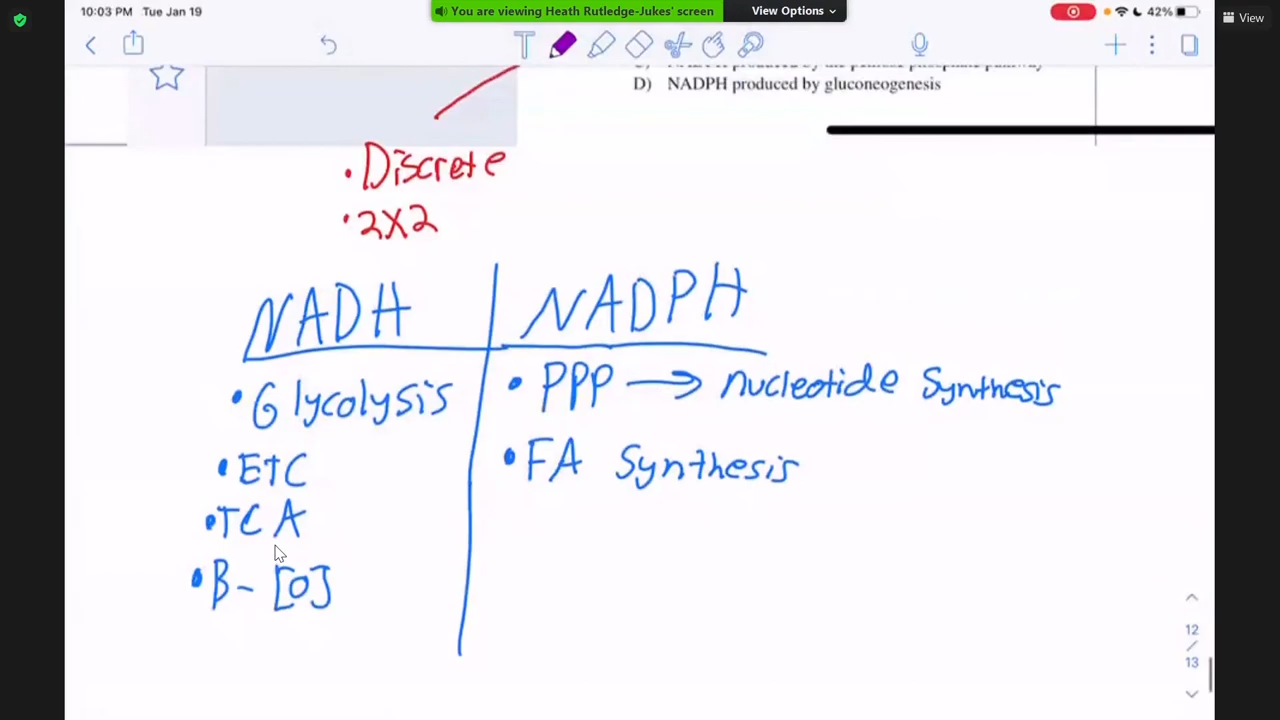 10:03 PM Tue Jan 19
You are viewing Heath Rutledge-Jukes' screen
View Options
42%
View
T
D) NADPH produced by gluconeogenesis
• Discrete
• 2X2
NADH
NADPH
• Glycolysis
• PPP → nucleotide Synthesis
• ETC
• FA Synthesis
• TCA
• B- [O]
12
/
13